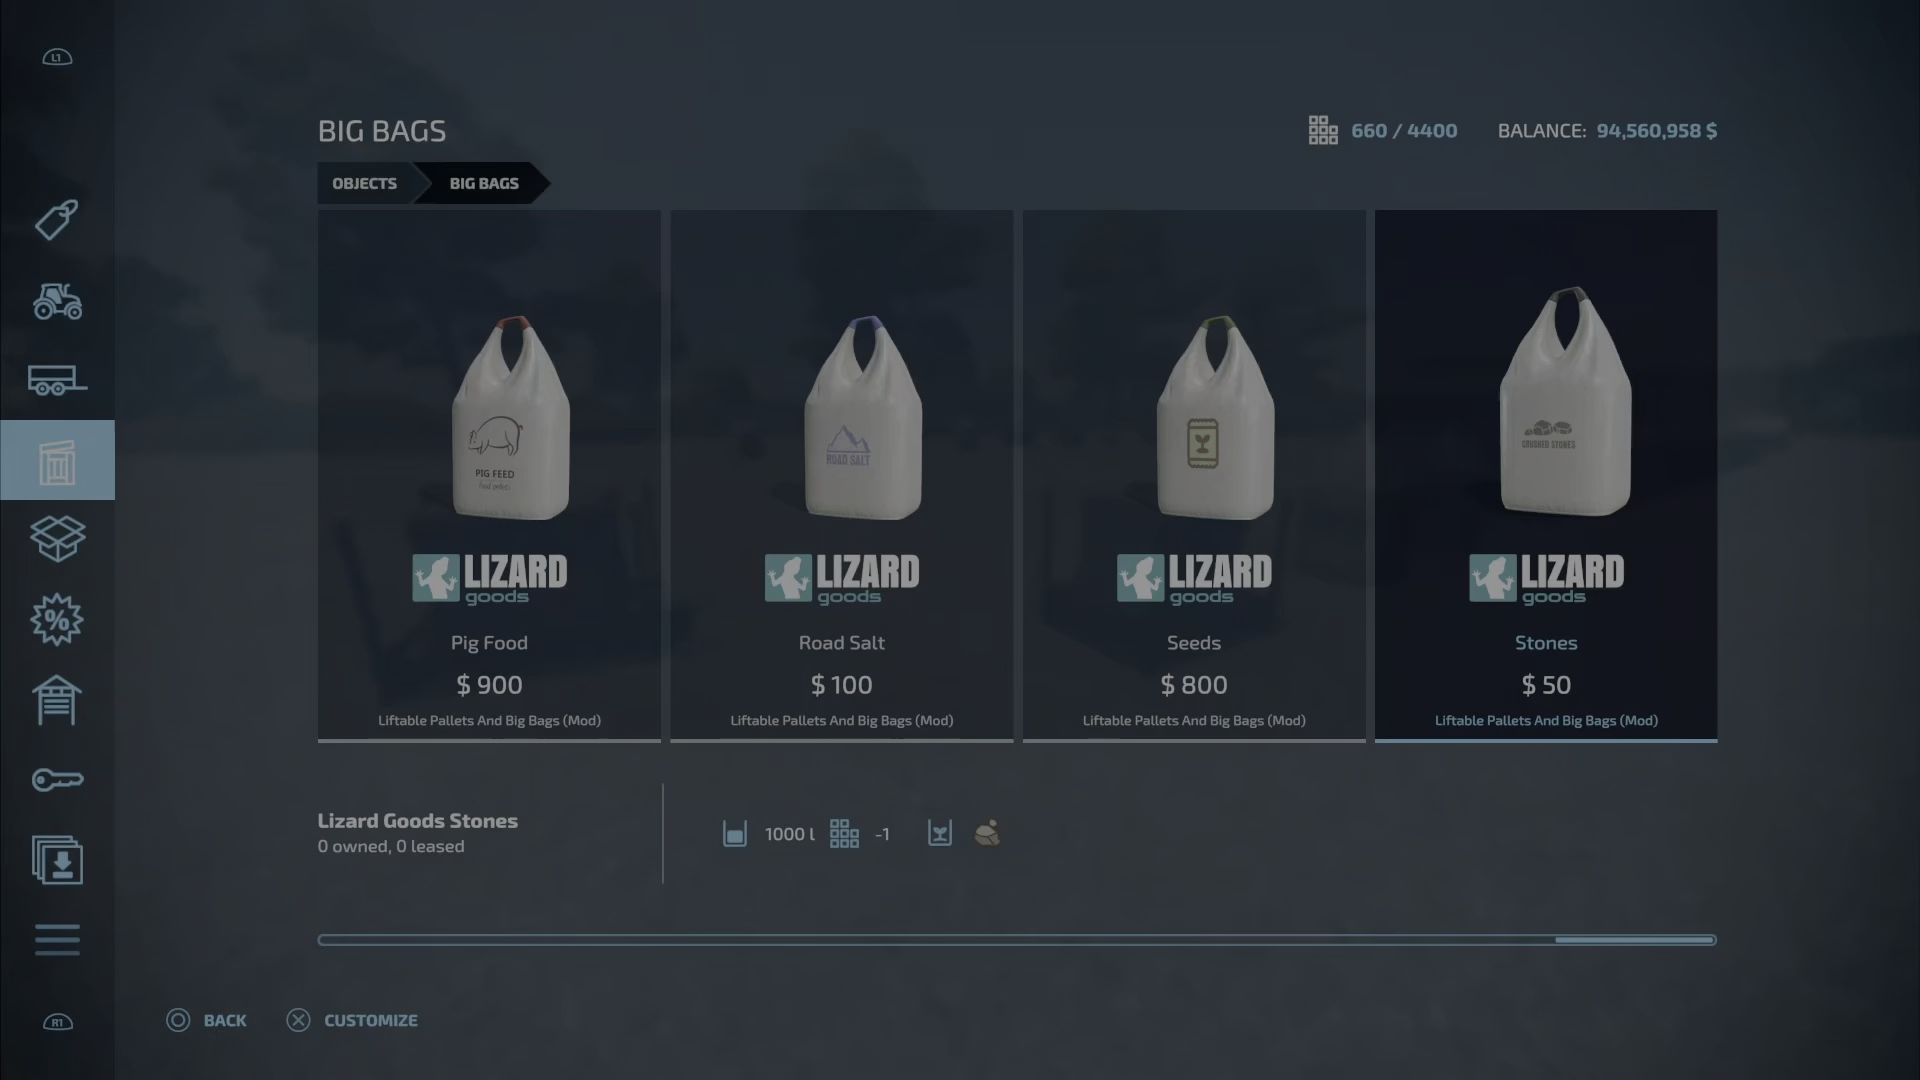 L1
BIG BAGS
660 / 4400
BALANCE: 94,560,958 $
OBJECTS
BIG BAGS
PIG FEED
feed pellets
LIZARD
goods
Pig Food
$ 900
Liftable Pallets And Big Bags (Mod)
ROAD SALT
LIZARD
goods
Road Salt
$ 100
Liftable Pallets And Big Bags (Mod)
LIZARD
goods
Seeds
$ 800
Liftable Pallets And Big Bags (Mod)
CRUSHED STONES
LIZARD
goods
Stones
$ 50
Liftable Pallets And Big Bags (Mod)
%
Lizard Goods Stones
0 owned, 0 leased
1000 l
-1
R1
BACK
CUSTOMIZE